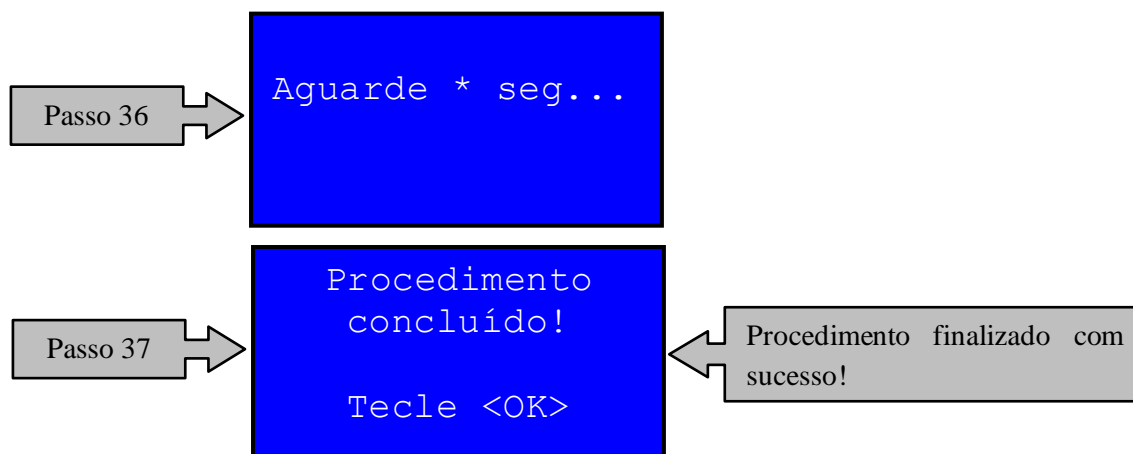 Passo 36
Aguarde * seg...
Passo 37
Procedimento
concluído!
Tecle <OK>
Procedimento finalizado com
sucesso!